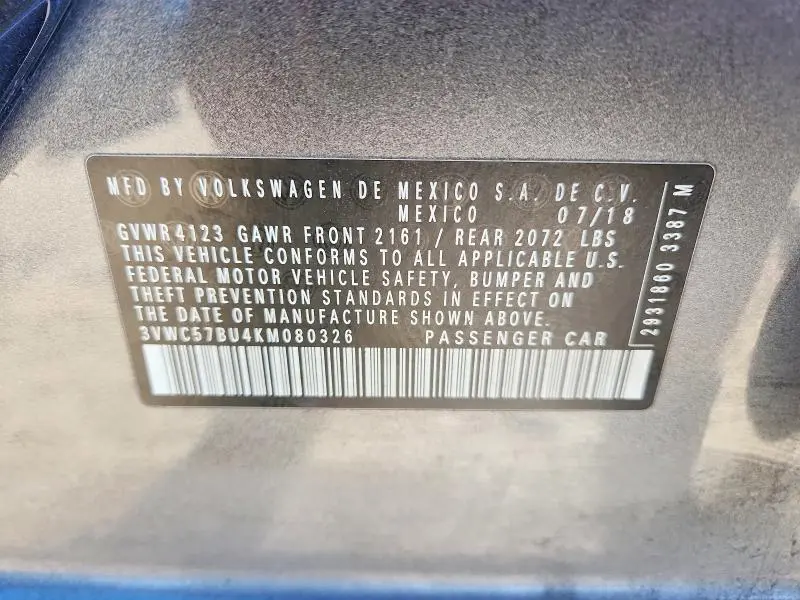 MFD BY VOLKSWAGEN DE MEXICO S.A. DE C.V.
MEXICO 07/18
GVWR 4123 GAWR FRONT 2161 / REAR 2072 LBS
THIS VEHICLE CONFORMS TO ALL APPLICABLE U.S.
FEDERAL MOTOR VEHICLE SAFETY, BUMPER AND
THEFT PREVENTION STANDARDS IN EFFECT ON
THE DATE OF MANUFACTURE SHOWN ABOVE.
3VWC57BU4KM080326 PASSENGER CAR
2931860 3387 M